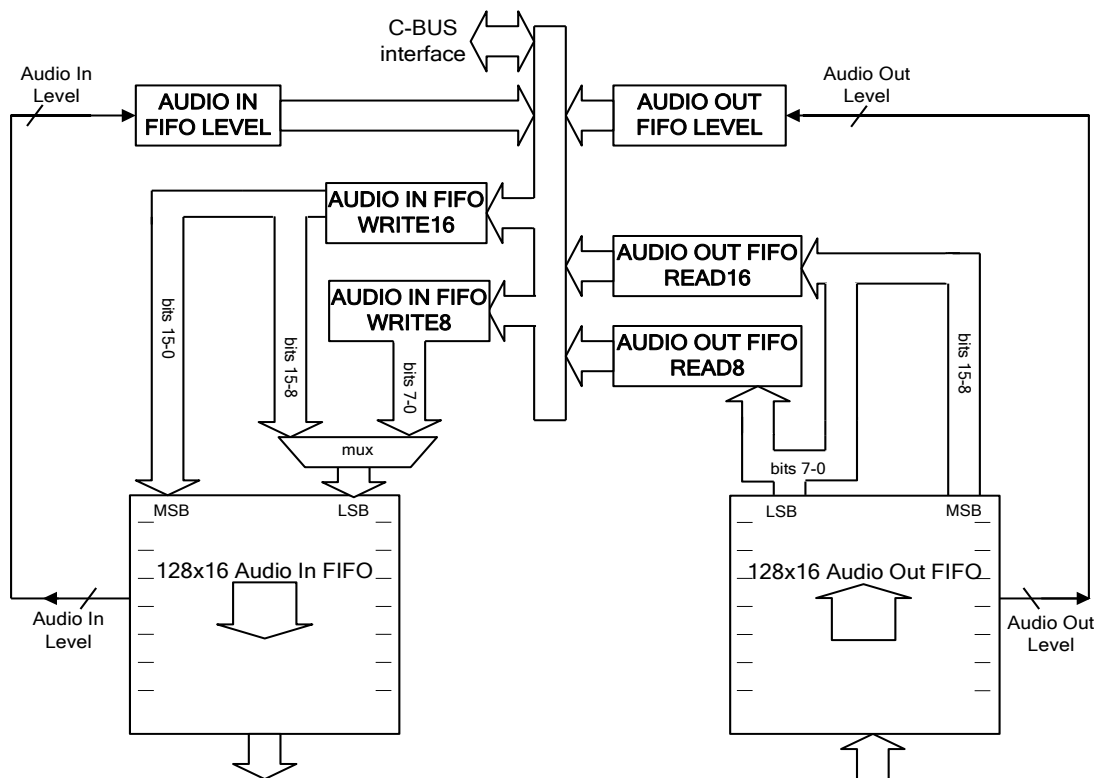 C-BUS
interface
Audio In
Level
AUDIO IN
FIFO LEVEL
AUDIO OUT
FIFO LEVEL
Audio Out
Level
AUDIO IN FIFO
WRITE16
AUDIO OUT FIFO
READ16
AUDIO IN FIFO
WRITE8
AUDIO OUT FIFO
READ8
bits 15-0
bits 15-8
bits 7-0
bits 15-8
mux
bits 7-0
MSB
LSB
LSB
MSB
128x16 Audio In FIFO
128x16 Audio Out FIFO
Audio In
Level
Audio Out
Level